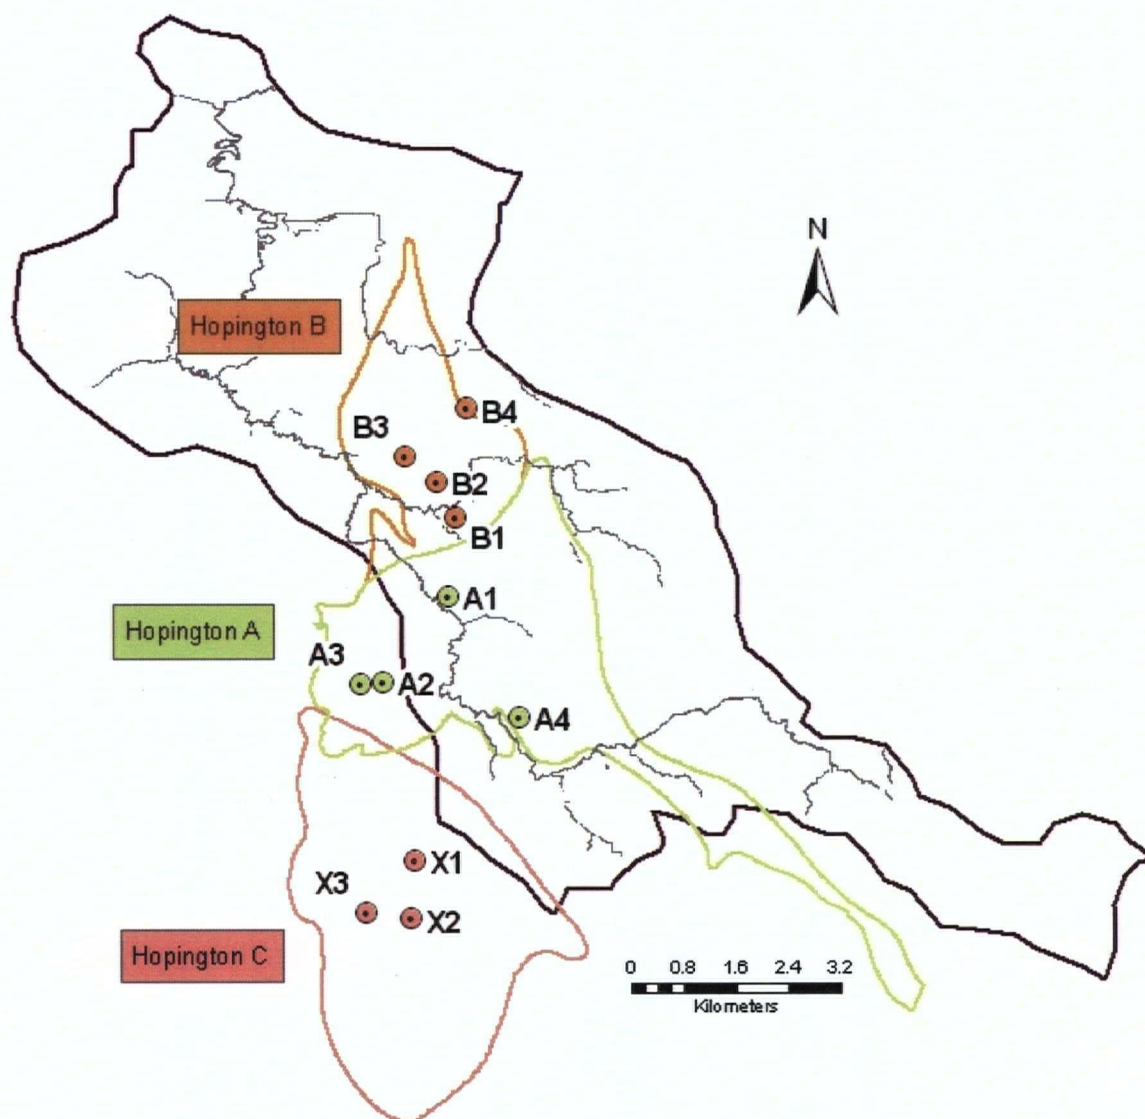 N
Hopington B
B4
B3
B2
B1
A1
Hopington A
A3
A2
A4
X1
X3
X2
Hopington C
0 0.8 1.6 2.4 3.2
Kilometers